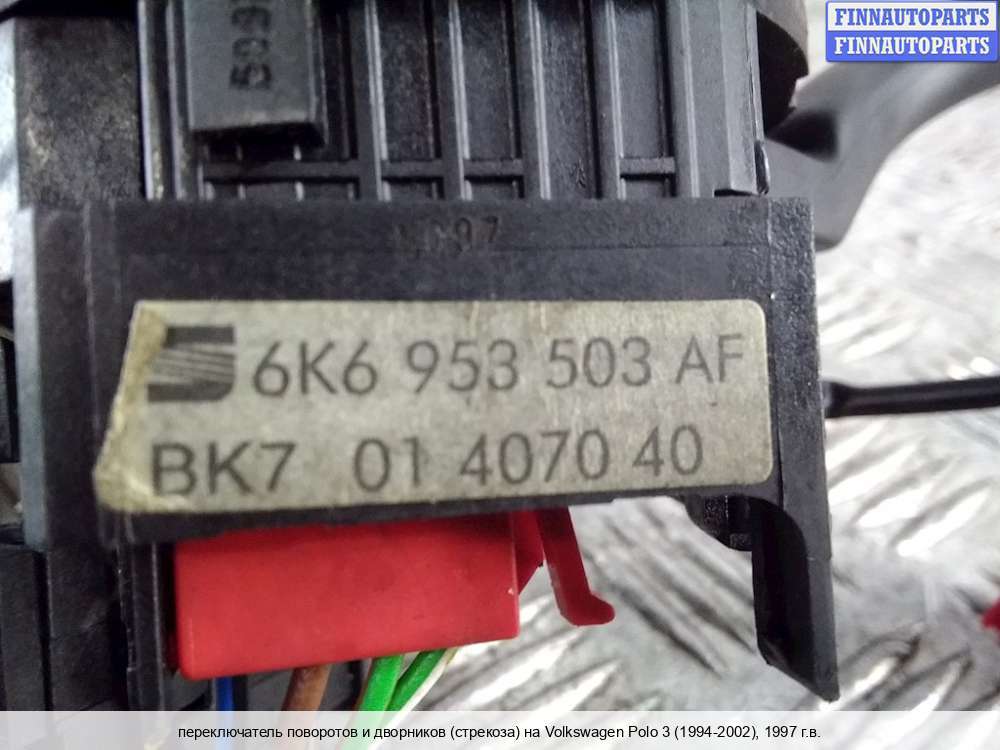 FINNAUTOPARTS
FINNAUTOPARTS
6K6 953 503 AF
BK7 01 4070 40
переключатель поворотов и дворников (стрекоза) на Volkswagen Polo 3 (1994-2002), 1997 г.в.